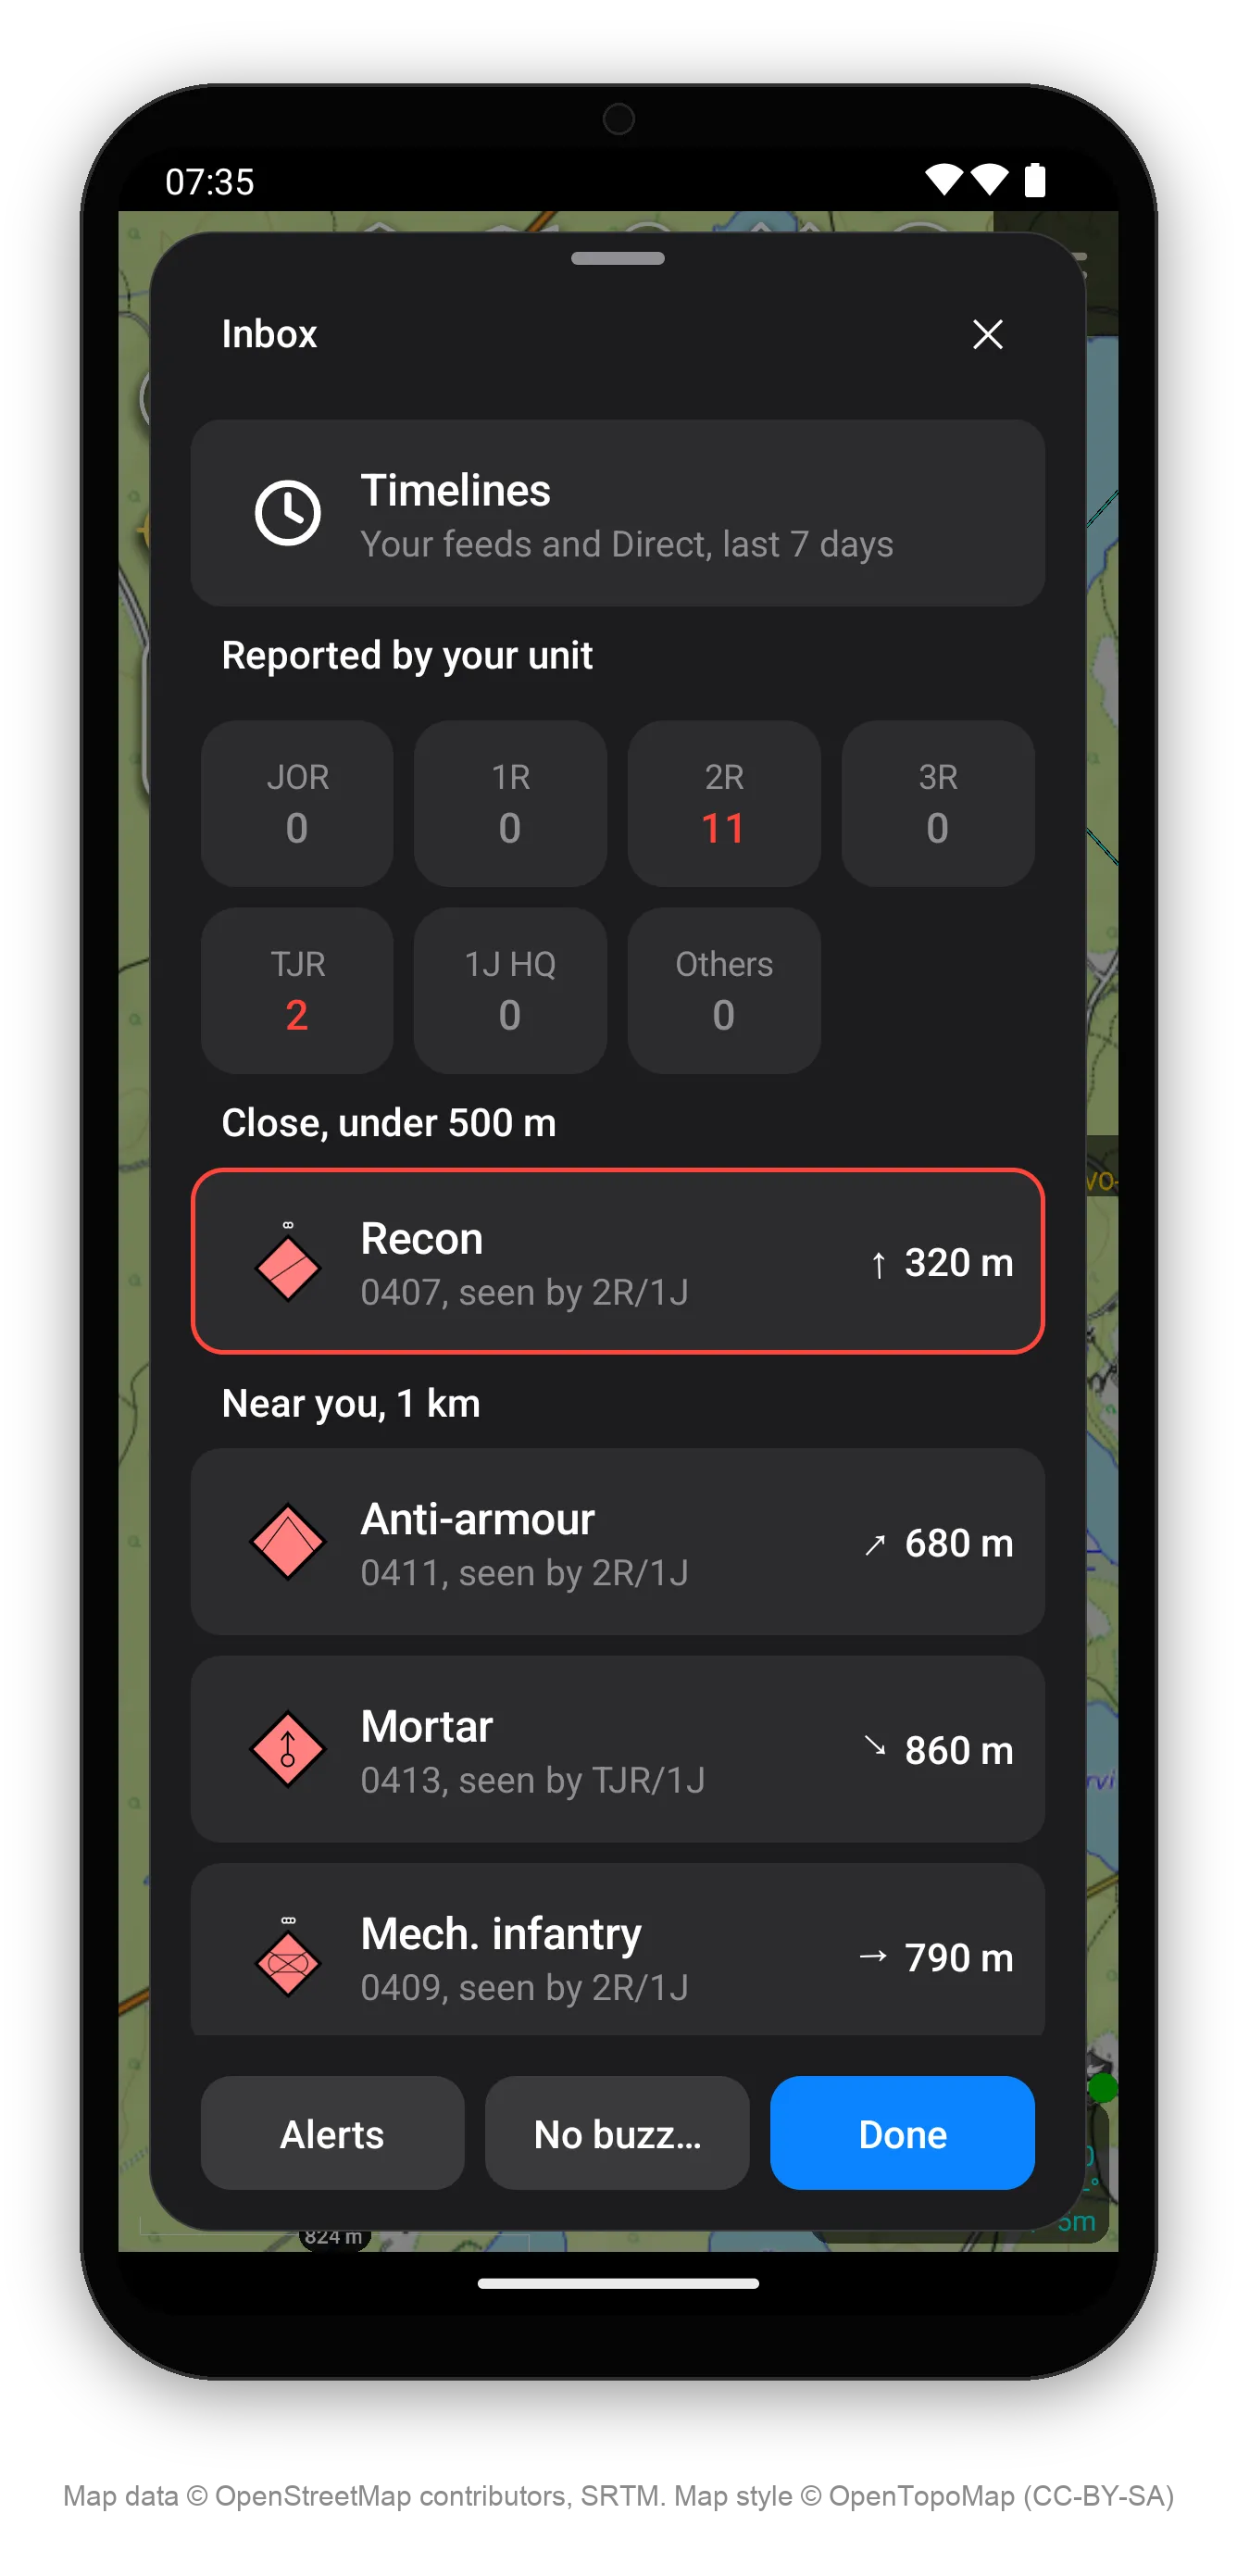 07:35
Inbox
Timelines
Your feeds and Direct, last 7 days
Reported by your unit
JOR
0
1R
0
2R
11
3R
0
TJR
2
1J HQ
0
Others
0
Close, under 500 m
Recon
0407, seen by 2R/1J
↑ 320 m
Near you, 1 km
Anti-armour
0411, seen by 2R/1J
↗ 680 m
Mortar
0413, seen by TJR/1J
↘ 860 m
Mech. infantry
0409, seen by 2R/1J
→ 790 m
Alerts
No buzz…
Done
824 m
5m
Map data © OpenStreetMap contributors, SRTM. Map style © OpenTopoMap (CC-BY-SA)